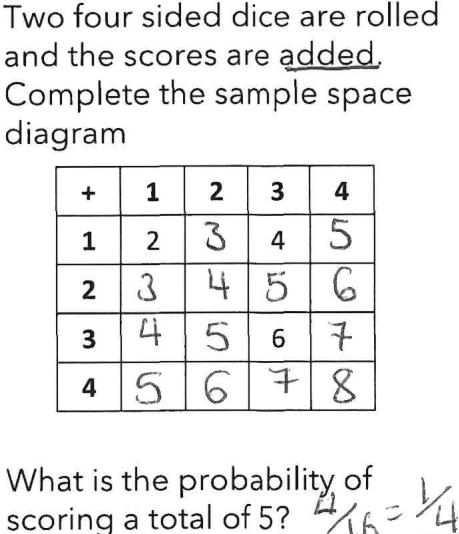 Two four sided dice are rolled
and the scores are added.
Complete the sample space
diagram
+ 1 2 3 4
1 2 3 4 5
2 3 4 5 6
3 4 5 6 7
4 5 6 7 8
What is the probability of
scoring a total of 5? 4/16 = 1/4